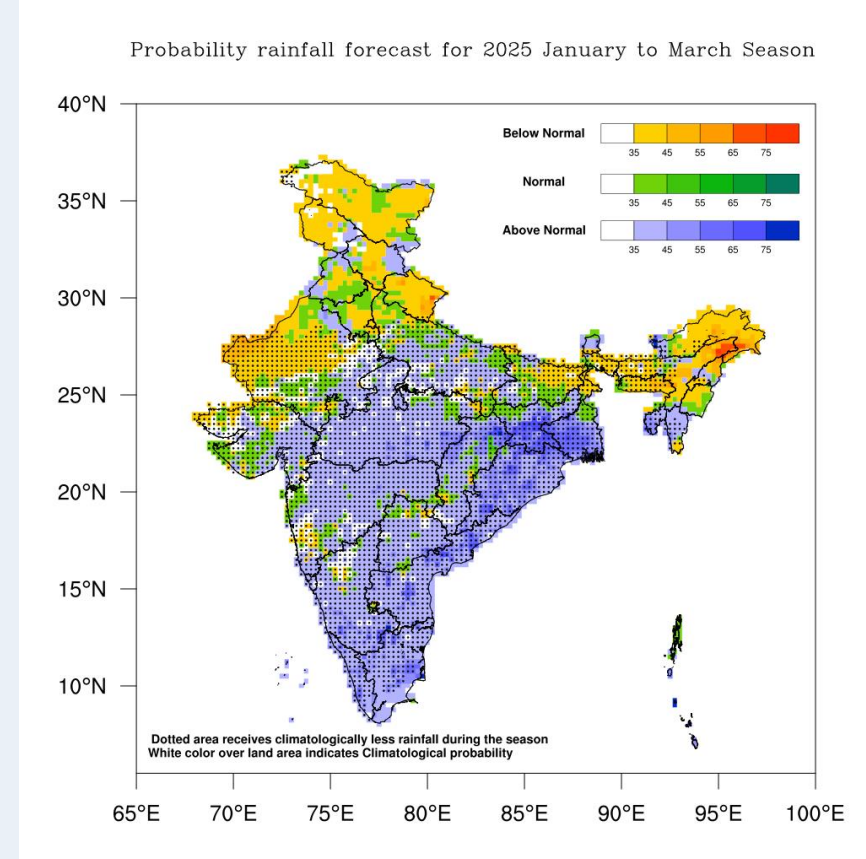 Probability rainfall forecast for 2025 January to March Season
40°N
Below Normal
35 45 55 65 75
Normal
35 45 55 65 75
35°N
Above Normal
35 45 55 65 75
30°N
25°N
20°N
15°N
10°N
Dotted area receives climatologically less rainfall during the season
White color over land area indicates Climatological probability
65°E 70°E 75°E 80°E 85°E 90°E 95°E 100°E